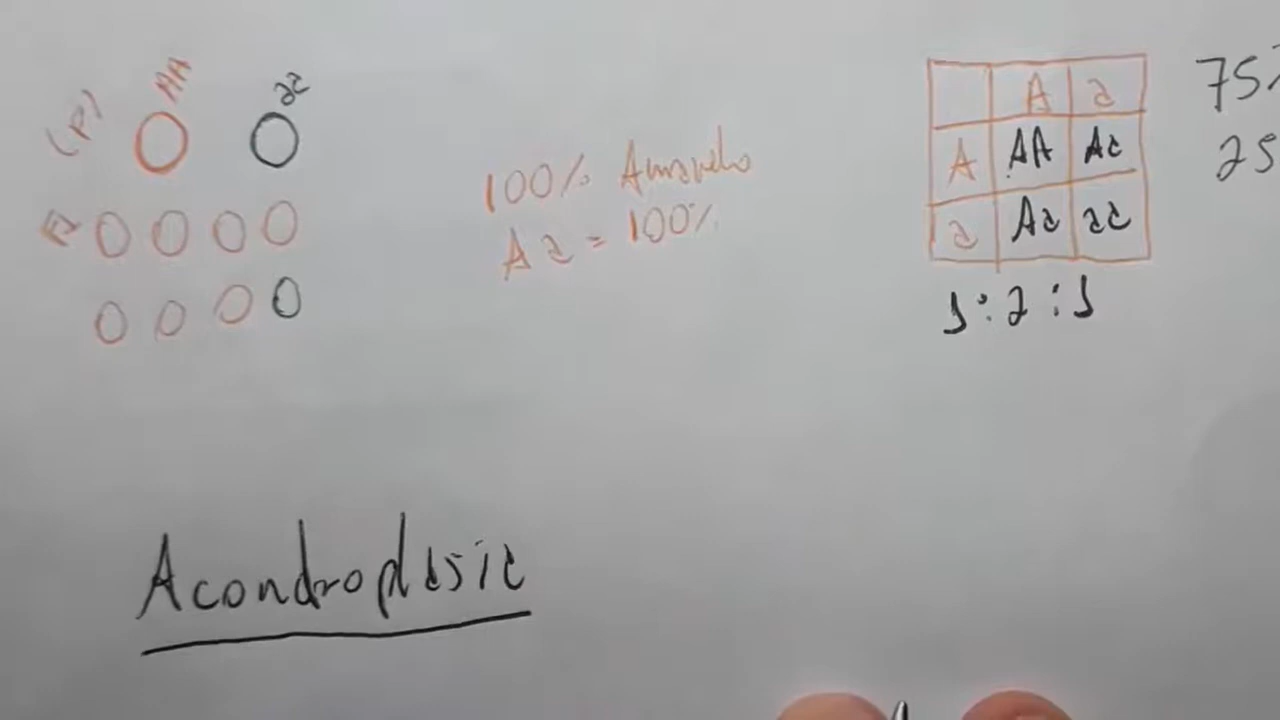 (P) AA aa
F1
100% Amarelo
Aa = 100%
A a
A AA Aa
a Aa aa
1:2:1
75%
25
Acondroplasia